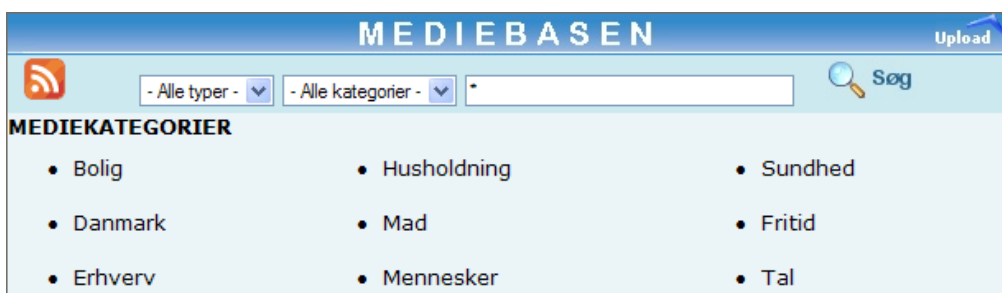 MEDIEBASEN
Upload
- Alle typer - - Alle kategorier - * Søg
MEDIEKATEGORIER
• Bolig • Husholdning • Sundhed
• Danmark • Mad • Fritid
• Erhverv • Mennesker • Tal